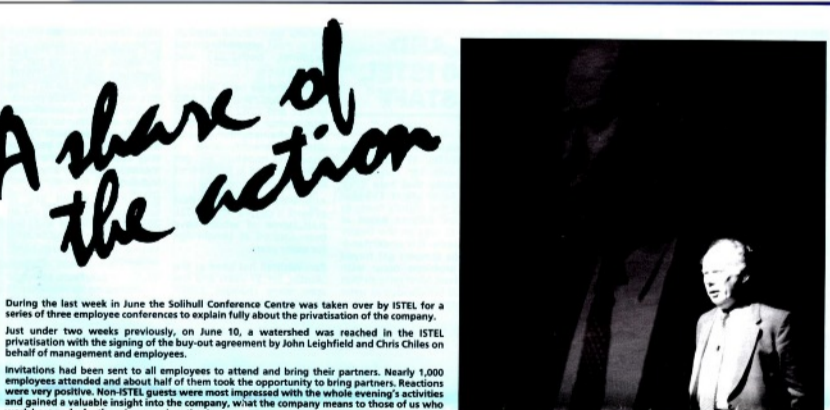 A share of
the action
During the last week in June the Solihull Conference Centre was taken over by ISTEL for a
series of three employee conferences to explain fully about the privatisation of the company.
Just under two weeks previously, on June 10, a watershed was reached in the ISTEL
privatisation with the signing of the buy-out agreement by John Leighfield and Chris Chiles on
behalf of management and employees.
Invitations had been sent to all employees to attend and bring their partners. Nearly 1,000
employees attended and about half of them took the opportunity to bring partners. Reactions
were very positive. Non-ISTEL guests were most impressed with the whole evening's activities
and gained a valuable insight into the company, what the company means to those of us who